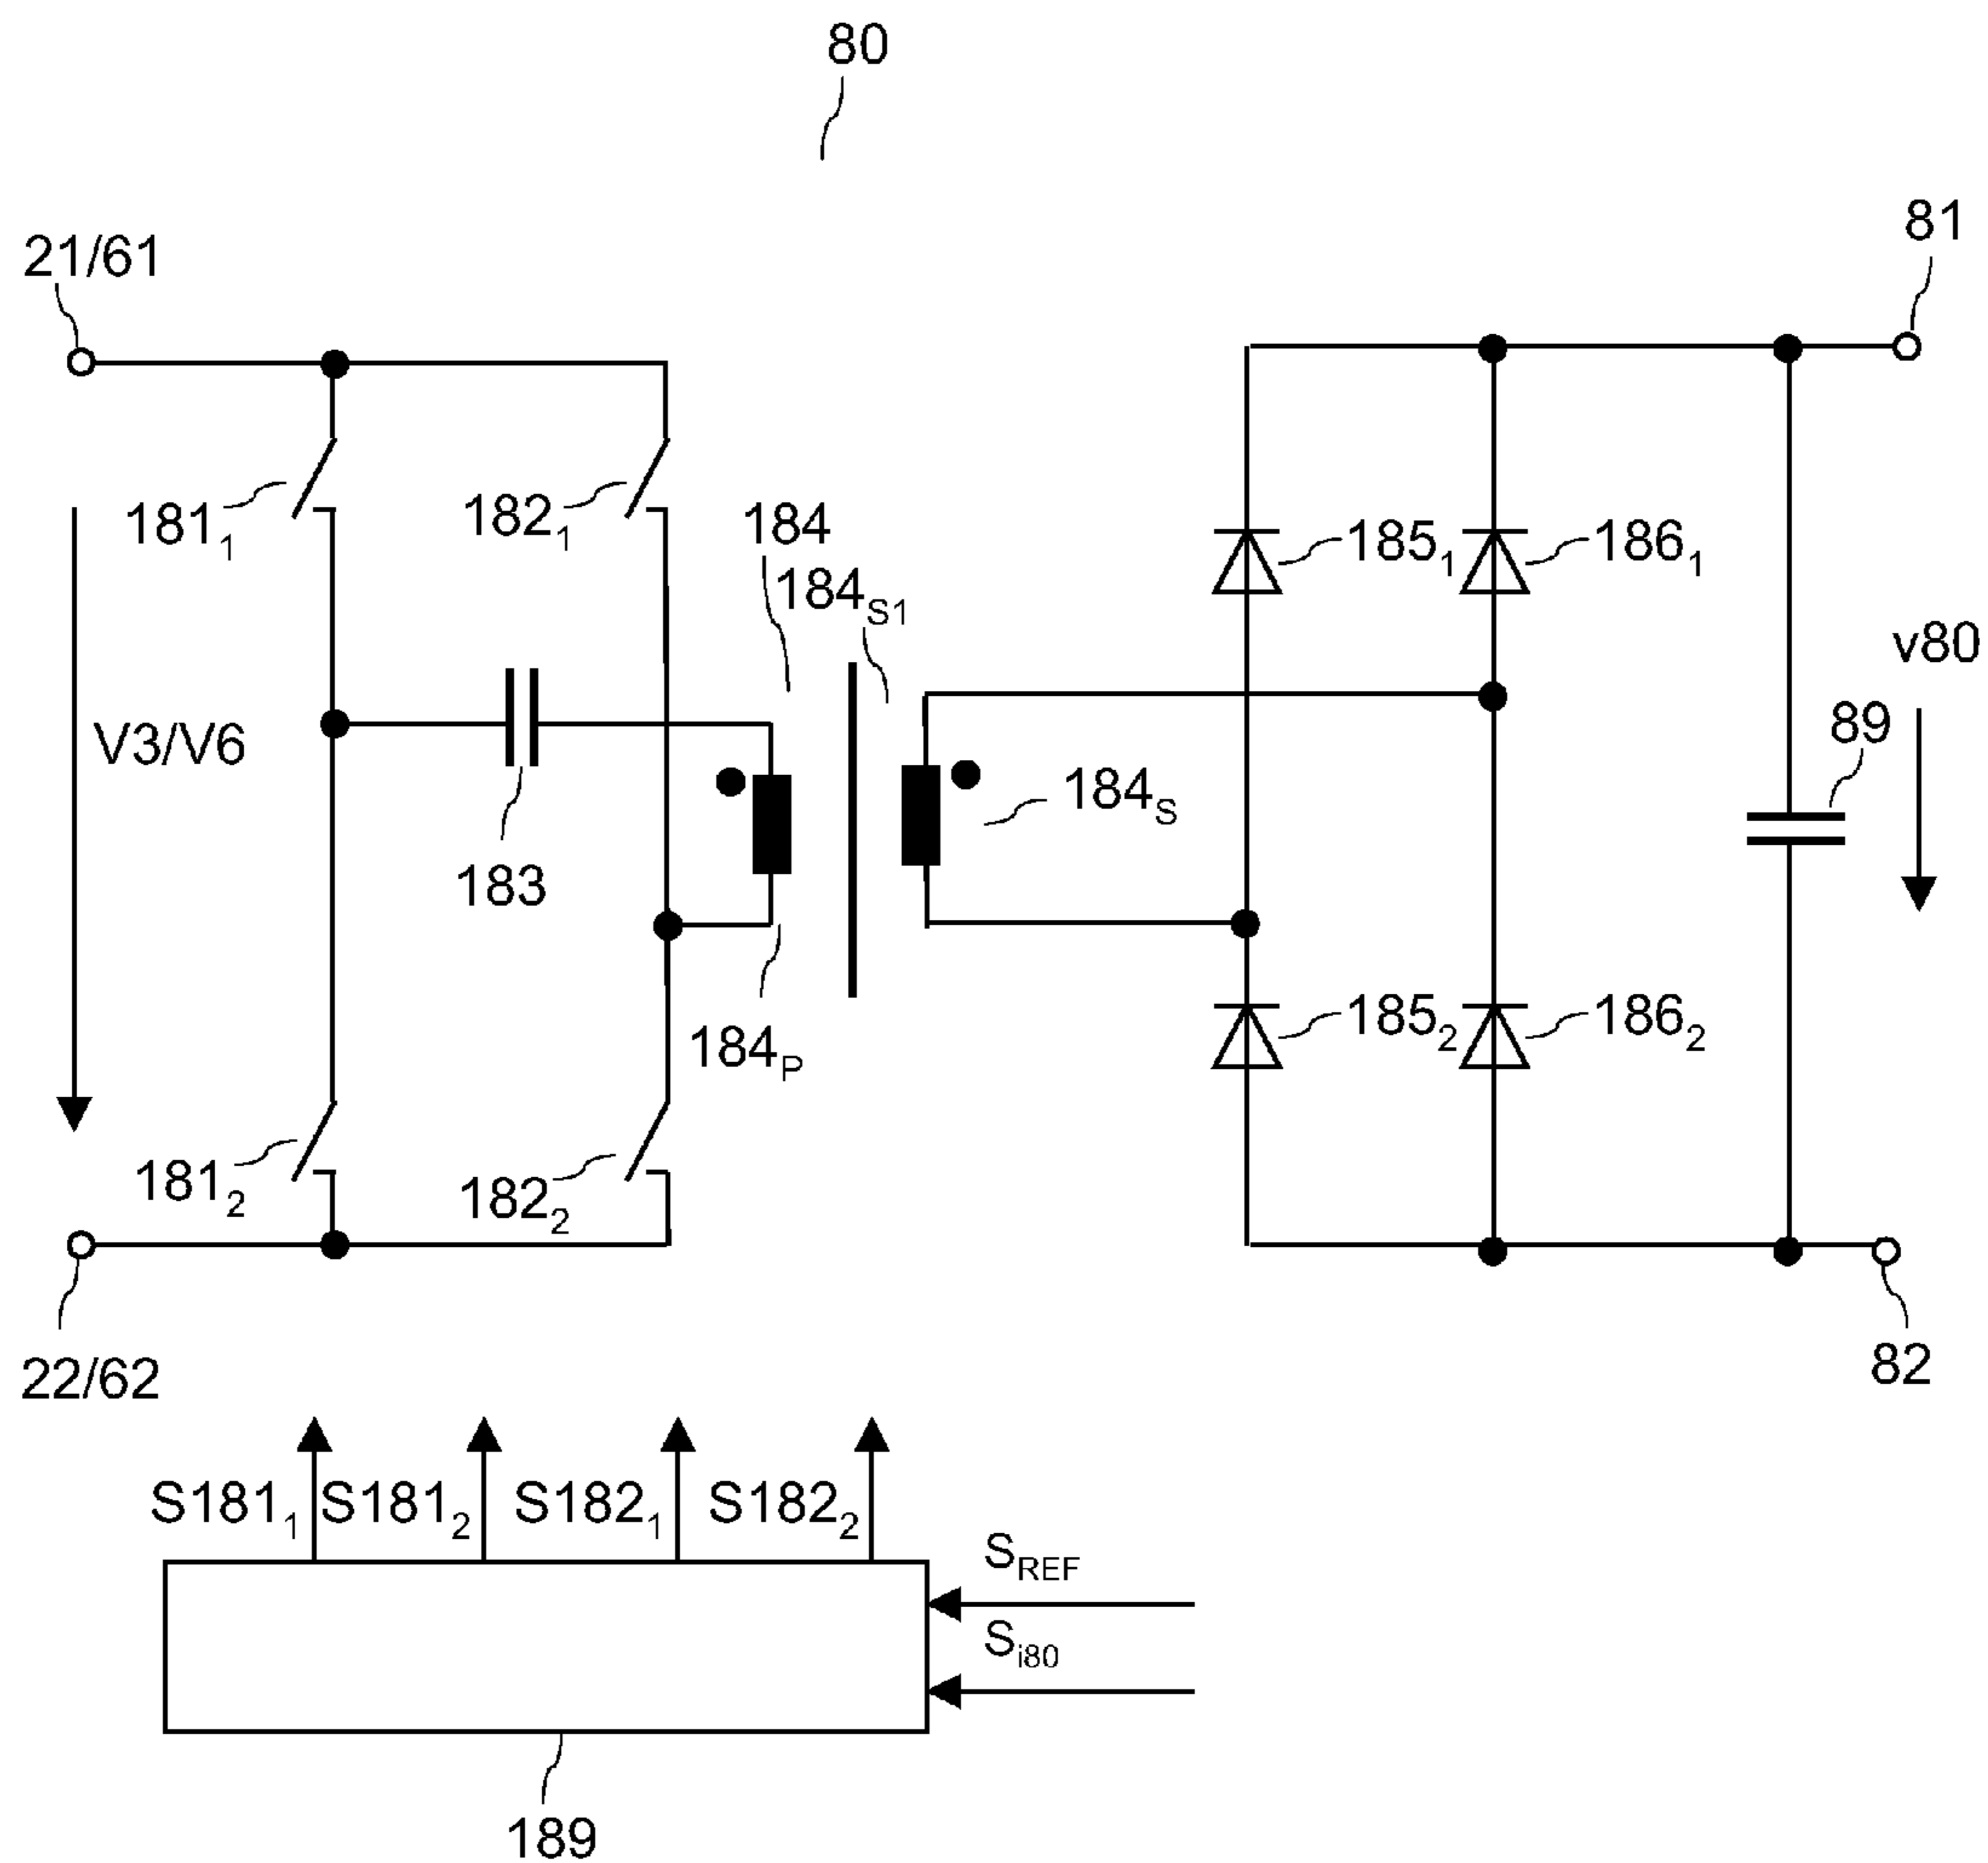 80
81
21/61
181₁
182₁
184
184S1
185₁
186₁
v80
V3/V6
89
184S
183
185₂
186₂
184P
181₂
182₂
22/62
82
S181₁
S181₂
S182₁
S182₂
SREF
Si80
189